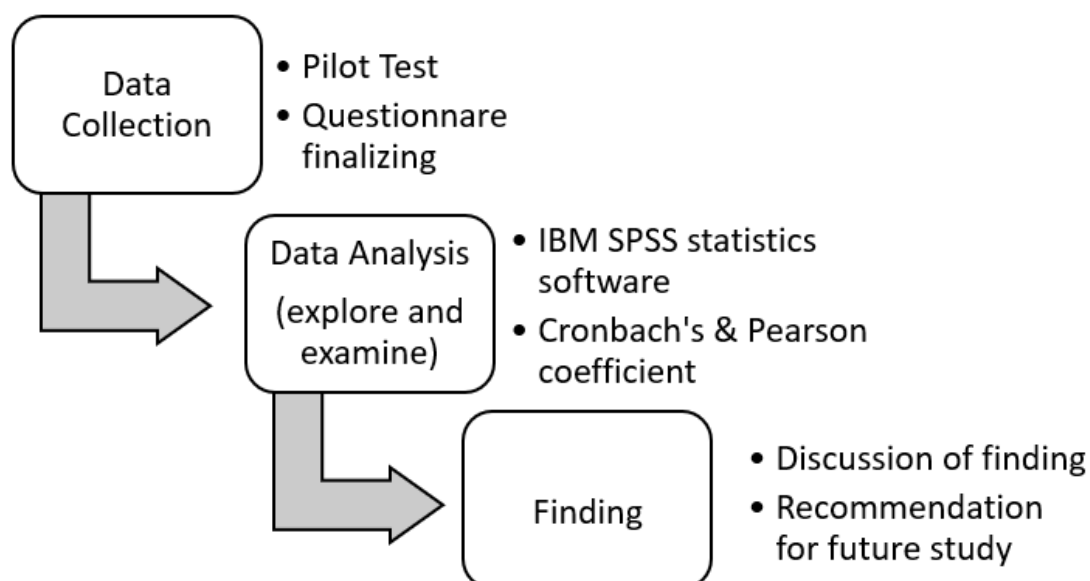 Data
Collection
• Pilot Test
• Questionnare
finalizing
Data Analysis
(explore and
examine)
• IBM SPSS statistics
software
• Cronbach's & Pearson
coefficient
Finding
• Discussion of finding
• Recommendation
for future study